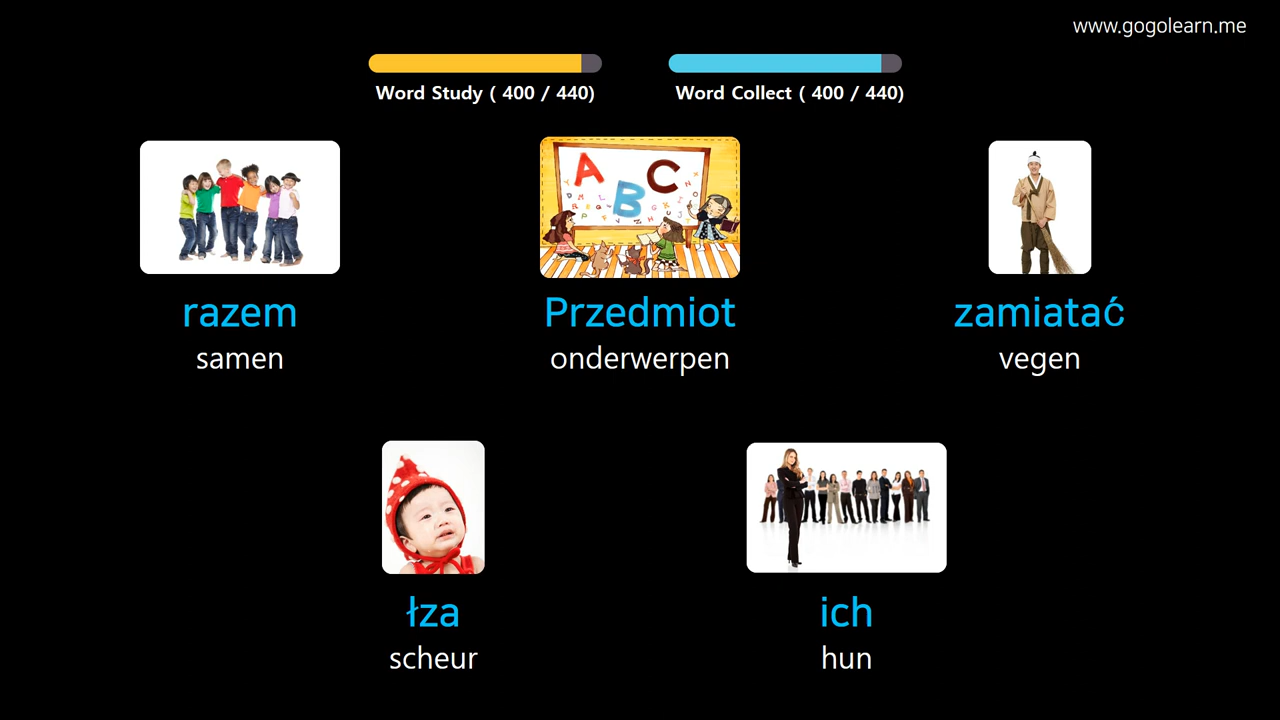 www.gogolearn.me
Word Study ( 400 / 440)
Word Collect ( 400 / 440)
A B C
razem
Przedmiot
zamiatać
samen
onderwerpen
vegen
łza
ich
scheur
hun